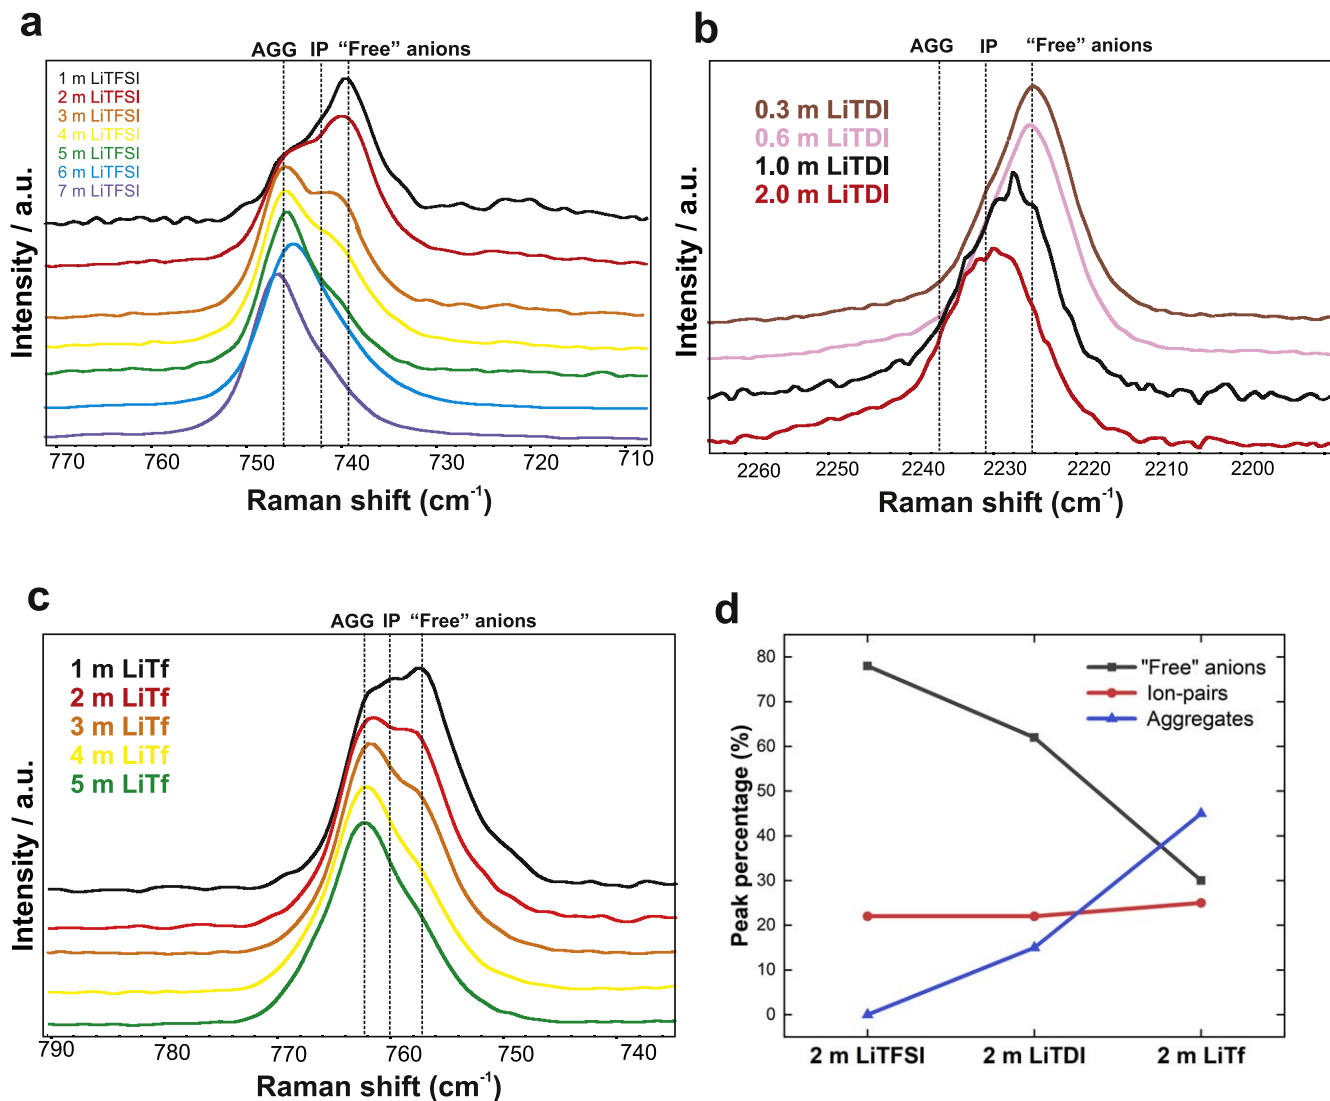 a
AGG IP “Free” anions
1 m LiTFSI
2 m LiTFSI
3 m LiTFSI
4 m LiTFSI
5 m LiTFSI
6 m LiTFSI
7 m LiTFSI
Intensity / a.u.
770 760 750 740 730 720 710
Raman shift (cm-1)
b
AGG IP “Free” anions
0.3 m LiTDI
0.6 m LiTDI
1.0 m LiTDI
2.0 m LiTDI
Intensity / a.u.
2260 2250 2240 2230 2220 2210 2200
Raman shift (cm-1)
c
AGG IP “Free” anions
1 m LiTf
2 m LiTf
3 m LiTf
4 m LiTf
5 m LiTf
Intensity / a.u.
790 780 770 760 750 740
Raman shift (cm-1)
d
"Free" anions
Ion-pairs
Aggregates
Peak percentage (%)
80
70
60
50
40
30
20
10
0
2 m LiTFSI 2 m LiTDI 2 m LiTf